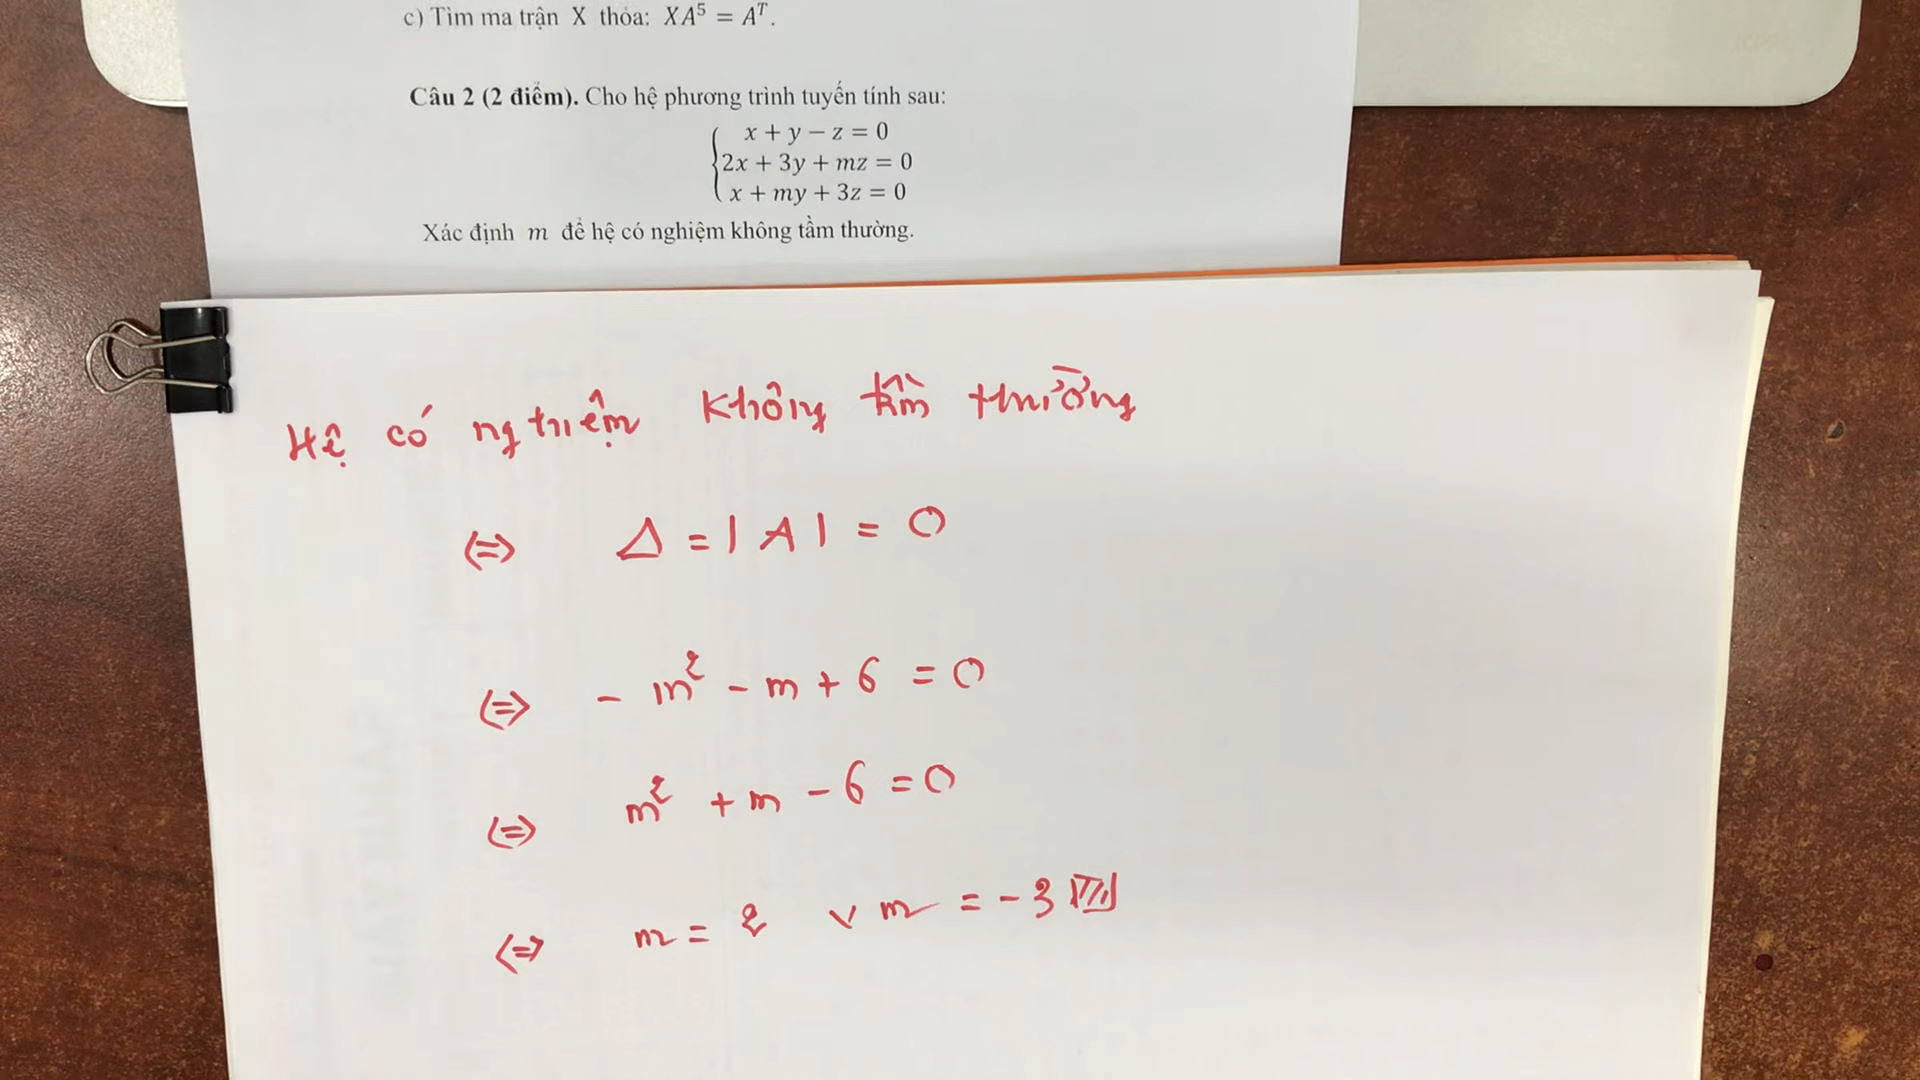 c) Tìm ma trận X thỏa: XA⁵ = Aᵀ.
Câu 2 (2 điểm). Cho hệ phương trình tuyến tính sau:
x + y − z = 0
2x + 3y + mz = 0
x + my + 3z = 0
Xác định m để hệ có nghiệm không tầm thường.
Hệ có nghiệm không tầm thường
⇔ Δ = |A| = 0
⇔ - m² - m + 6 = 0
⇔ m² + m - 6 = 0
⇔ m = 2 ∨ m = -3